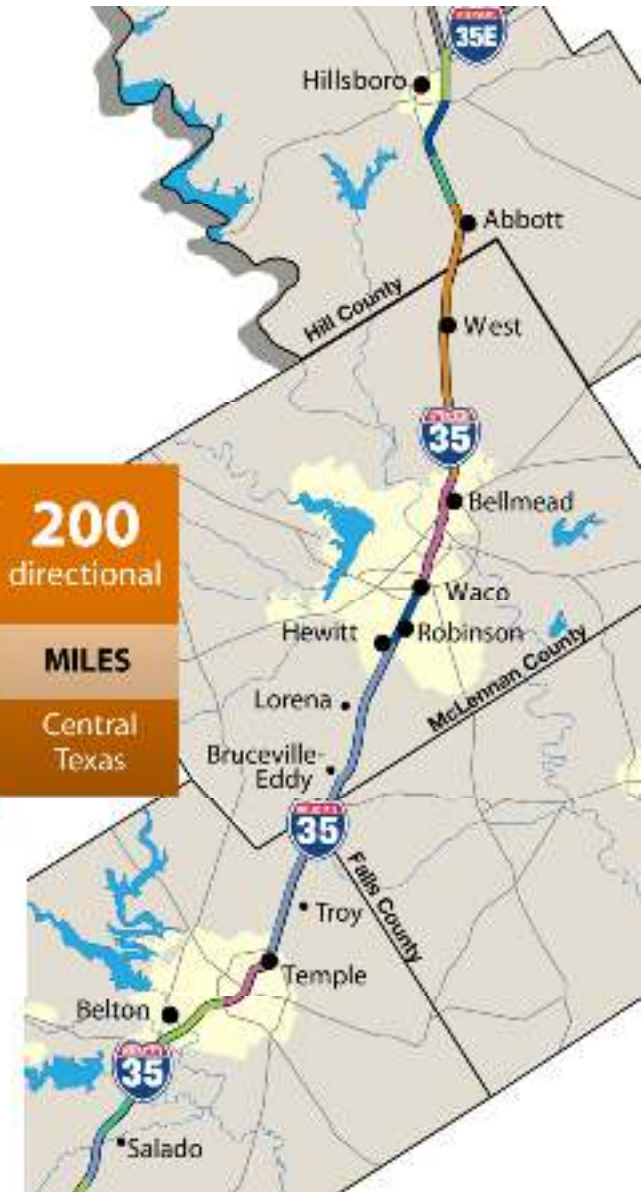 35E
Hillsboro
Abbott
Hill County
West
35
Bellmead
200
directional
MILES
Central
Texas
Waco
Hewitt
Robinson
McLennan County
Lorena
Bruceville-
Eddy
35
Falls County
Troy
Temple
Belton
35
Salado